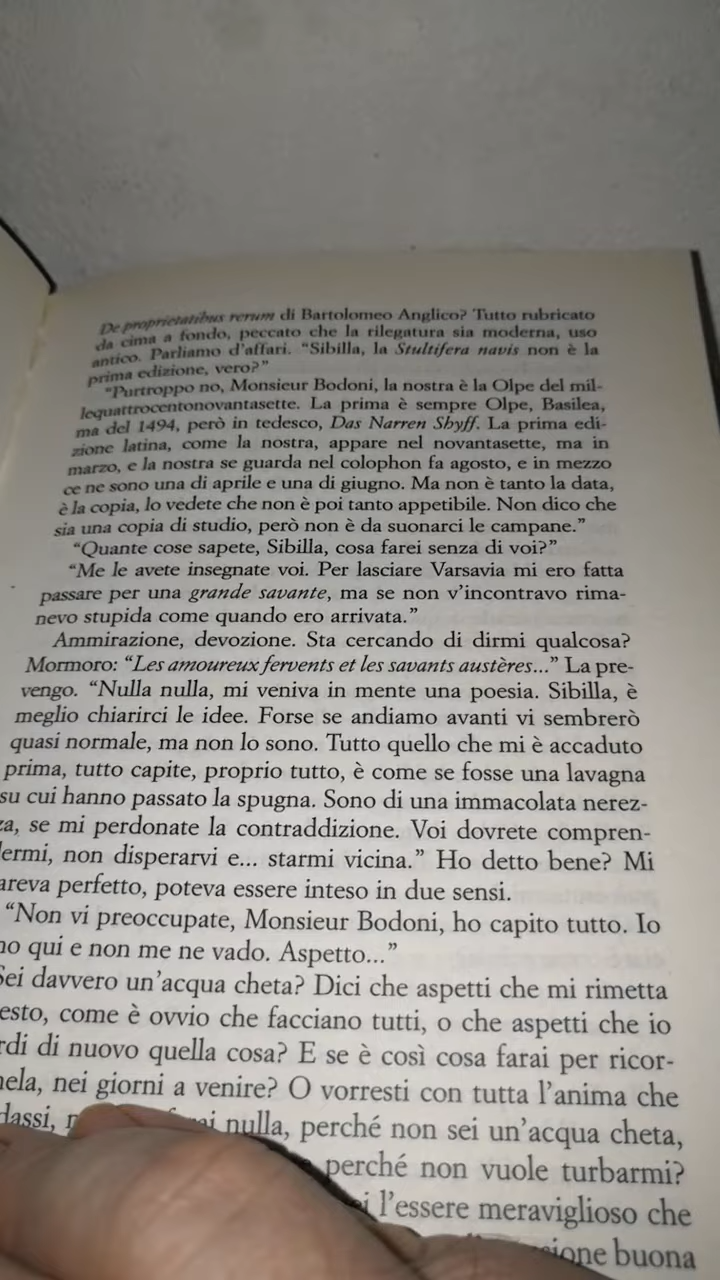 De proprietatibus rerum di Bartolomeo Anglico? Tutto rubricato
da cima a fondo, peccato che la rilegatura sia moderna, uso
antico. Parliamo d'affari. “Sibilla, la Stultifera navis non è la
prima edizione, vero?”
“Purtroppo no, Monsieur Bodoni, la nostra è la Olpe del mil-
lequattrocentonovantasette. La prima è sempre Olpe, Basilea,
ma del 1494, però in tedesco, Das Narren Shyff. La prima edi-
zione latina, come la nostra, appare nel novantasette, ma in
marzo, e la nostra se guarda nel colophon fa agosto, e in mezzo
ce ne sono una di aprile e una di giugno. Ma non è tanto la data,
è la copia, lo vedete che non è poi tanto appetibile. Non dico che
sia una copia di studio, però non è da suonarci le campane.”
“Quante cose sapete, Sibilla, cosa farei senza di voi?”
“Me le avete insegnate voi. Per lasciare Varsavia mi ero fatta
passare per una grande savante, ma se non v'incontravo rima-
nevo stupida come quando ero arrivata.”
Ammirazione, devozione. Sta cercando di dirmi qualcosa?
Mormoro: “Les amoureux fervents et les savants austères...” La pre-
vengo. “Nulla nulla, mi veniva in mente una poesia. Sibilla, è
meglio chiarirci le idee. Forse se andiamo avanti vi sembrerò
quasi normale, ma non lo sono. Tutto quello che mi è accaduto
prima, tutto capite, proprio tutto, è come se fosse una lavagna
su cui hanno passato la spugna. Sono di una immacolata nerez-
za, se mi perdonate la contraddizione. Voi dovrete compren-
dermi, non disperarvi e... starmi vicina.” Ho detto bene? Mi
areva perfetto, poteva essere inteso in due sensi.
“Non vi preoccupate, Monsieur Bodoni, ho capito tutto. Io
no qui e non me ne vado. Aspetto...”
Sei davvero un'acqua cheta? Dici che aspetti che mi rimetta
esto, come è ovvio che facciano tutti, o che aspetti che io
rdi di nuovo quella cosa? E se è così cosa farai per ricor-
mela, nei giorni a venire? O vorresti con tutta l'anima che
dassi, nulla, perché non sei un'acqua cheta,
perché non vuole turbarmi?
l'essere meraviglioso che
ione buona